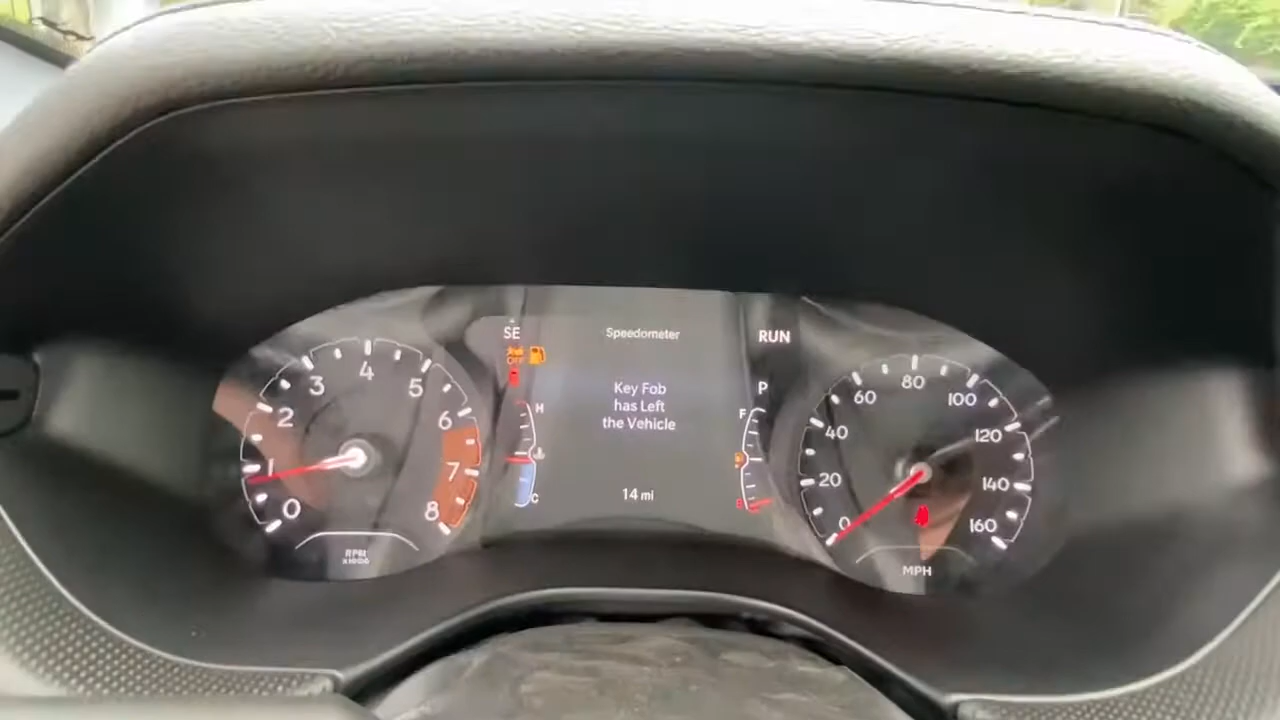 SE
Speedometer
RUN
OFF
Key Fob
has Left
the Vehicle
P
H
C
F
E
14 mi
0
1
2
3
4
5
6
7
8
RPM
x1000
0
20
40
60
80
100
120
140
160
MPH